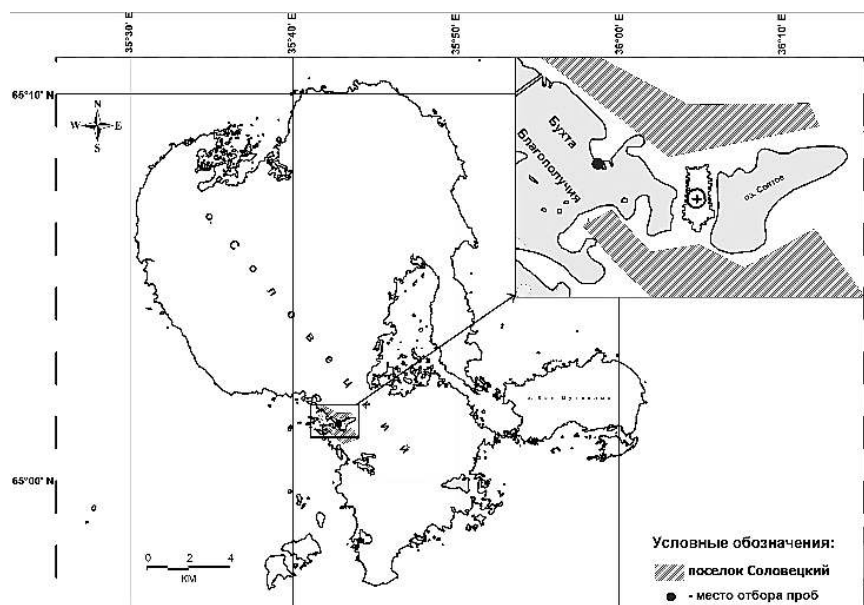 35°30' E
35°40' E
35°50' E
36°00' E
36°10' E
65°10' N
N
W E
S
Бухта
Благополучия
оз. Святое
о. Соловецкий
65°00' N
0 2 4
КМ
Условные обозначения:
поселок Соловецкий
- место отбора проб